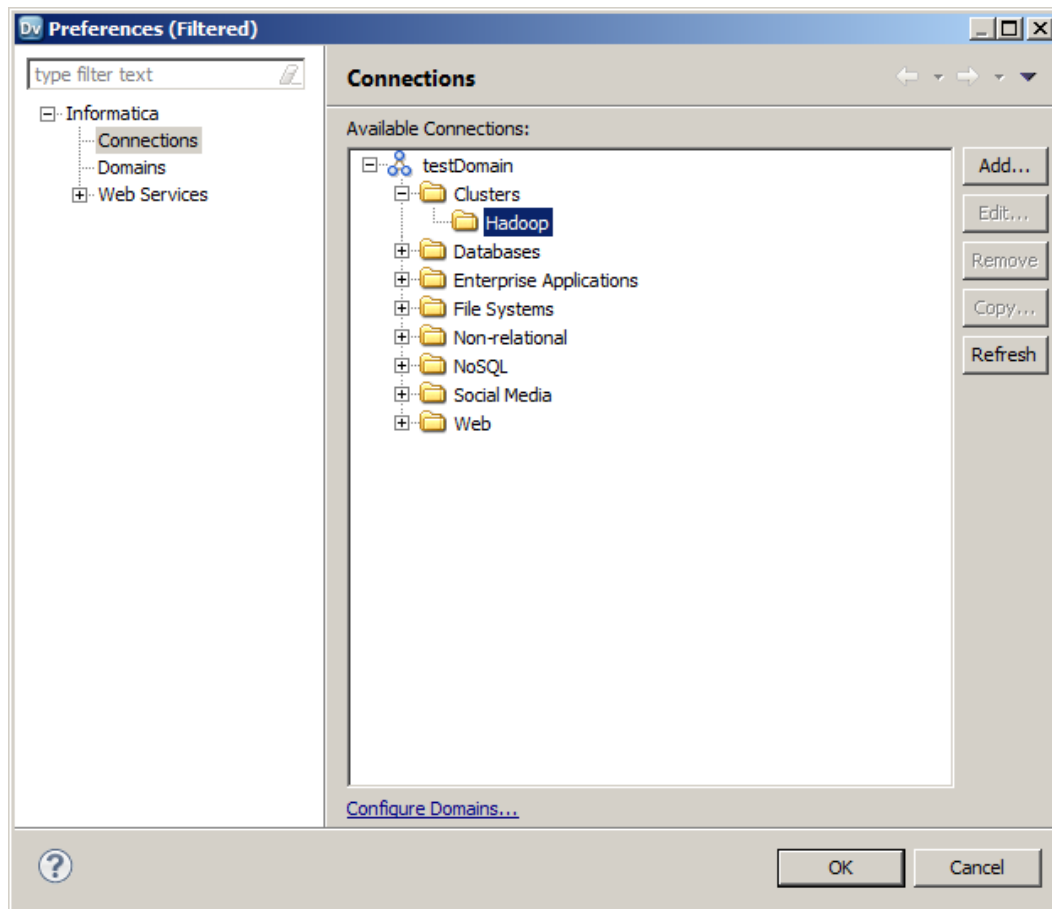 Dv Preferences (Filtered)
type filter text
Informatica
Connections
Domains
Web Services
Connections
Available Connections:
testDomain
Clusters
Hadoop
Databases
Enterprise Applications
File Systems
Non-relational
NoSQL
Social Media
Web
Add...
Edit...
Remove
Copy...
Refresh
Configure Domains...
?
OK
Cancel